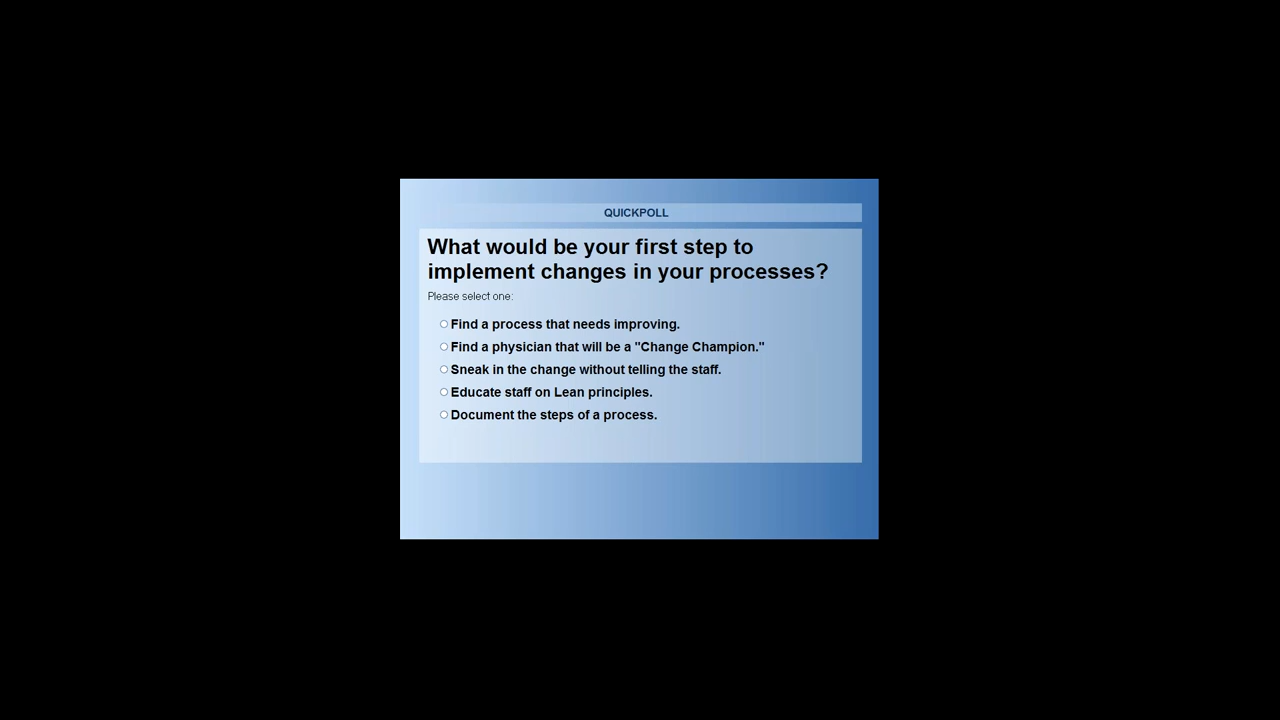 QUICKPOLL
What would be your first step to
implement changes in your processes?
Please select one:
Find a process that needs improving.
Find a physician that will be a "Change Champion."
Sneak in the change without telling the staff.
Educate staff on Lean principles.
Document the steps of a process.